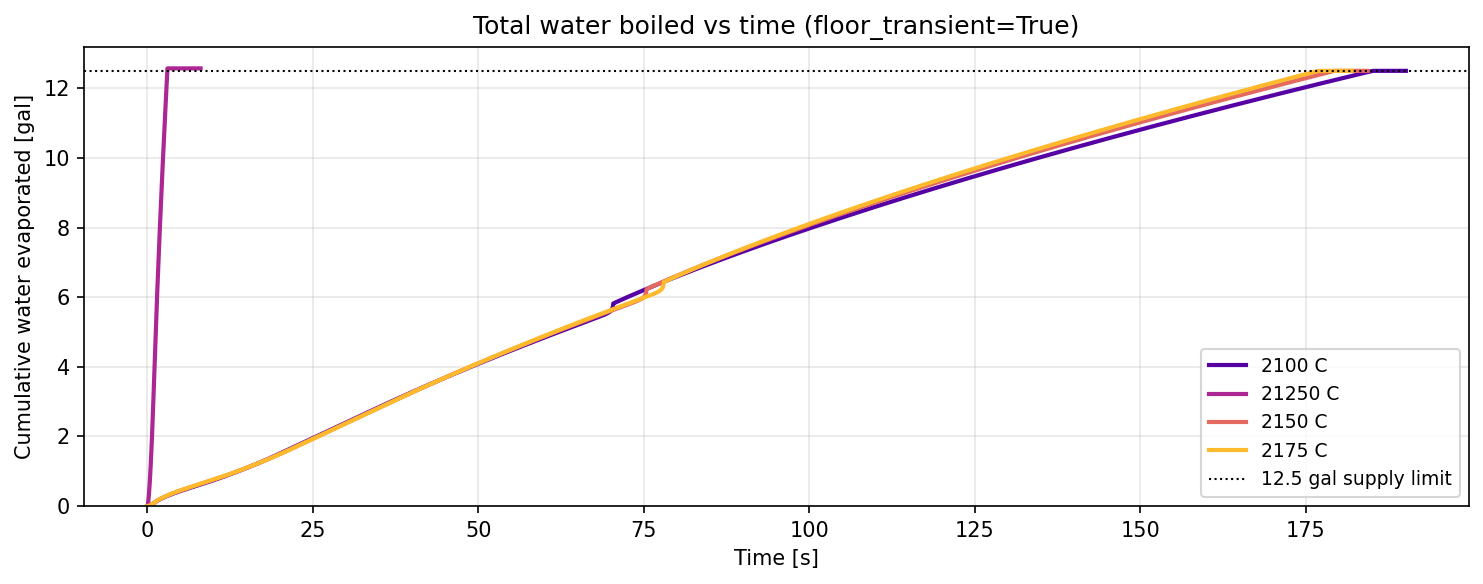 Total water boiled vs time (floor_transient=True)
Cumulative water evaporated [gal]
12
10
8
6
4
2
0
0
25
50
75
100
125
150
175
Time [s]
2100 C
21250 C
2150 C
2175 C
12.5 gal supply limit